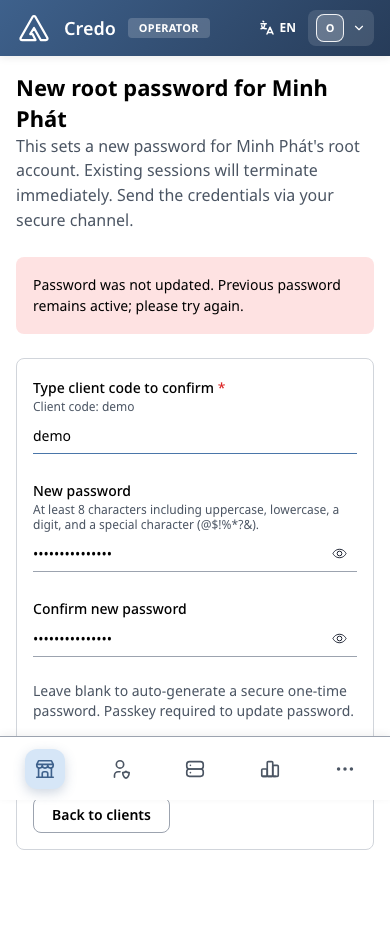 Credo
OPERATOR
EN
O
New root password for Minh
Phát
This sets a new password for Minh Phát's root
account. Existing sessions will terminate
immediately. Send the credentials via your
secure channel.
Password was not updated. Previous password
remains active; please try again.
Type client code to confirm *
Client code: demo
demo
New password
At least 8 characters including uppercase, lowercase, a
digit, and a special character (@$!%*?&).
•••••••••••••••
Confirm new password
•••••••••••••••
Leave blank to auto-generate a secure one-time
password. Passkey required to update password.
Back to clients